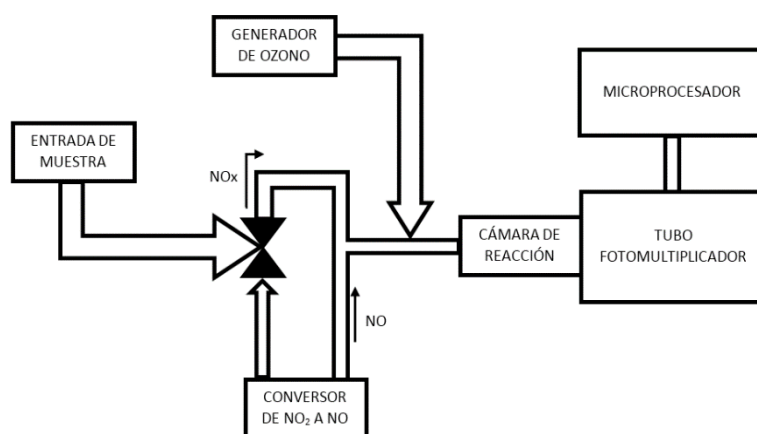 GENERADOR
DE OZONO
MICROPROCESADOR
ENTRADA DE
MUESTRA
NOx
CÁMARA DE
REACCIÓN
TUBO
FOTOMULTIPLICADOR
NO
CONVERSOR
DE NO₂ A NO